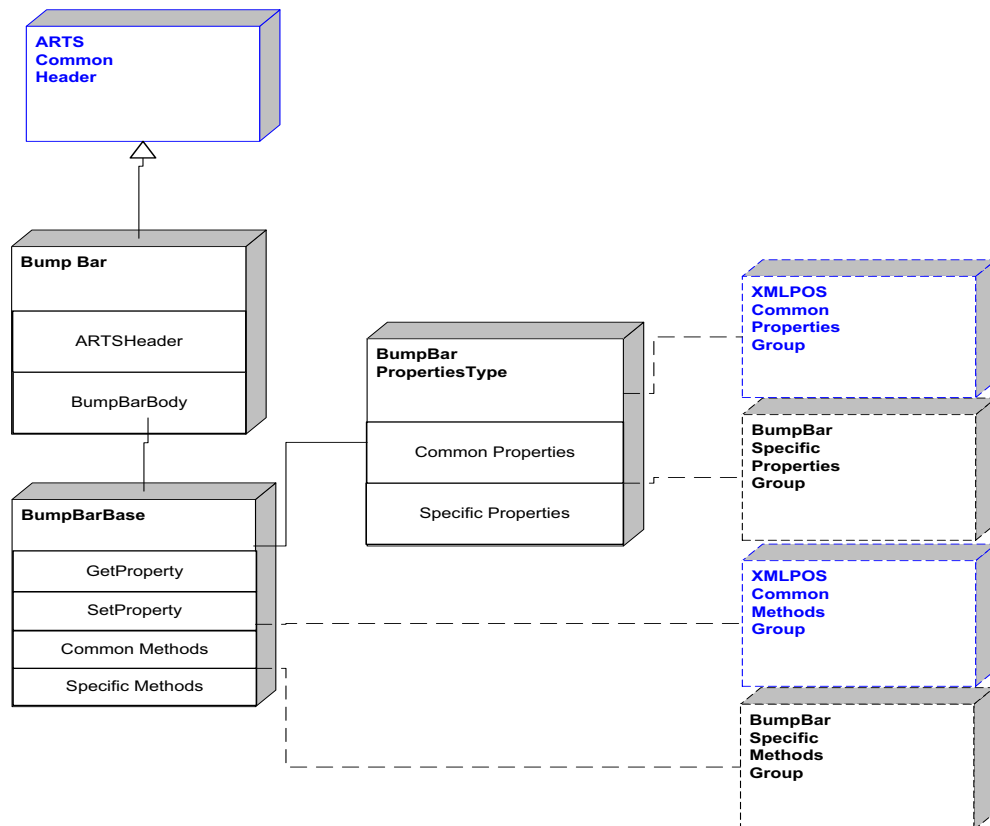 ARTS
Common
Header
Bump Bar
ARTSHeader
BumpBarBody
BumpBarBase
GetProperty
SetProperty
Common Methods
Specific Methods
BumpBar
PropertiesType
Common Properties
Specific Properties
XMLPOS
Common
Properties
Group
BumpBar
Specific
Properties
Group
XMLPOS
Common
Methods
Group
BumpBar
Specific
Methods
Group